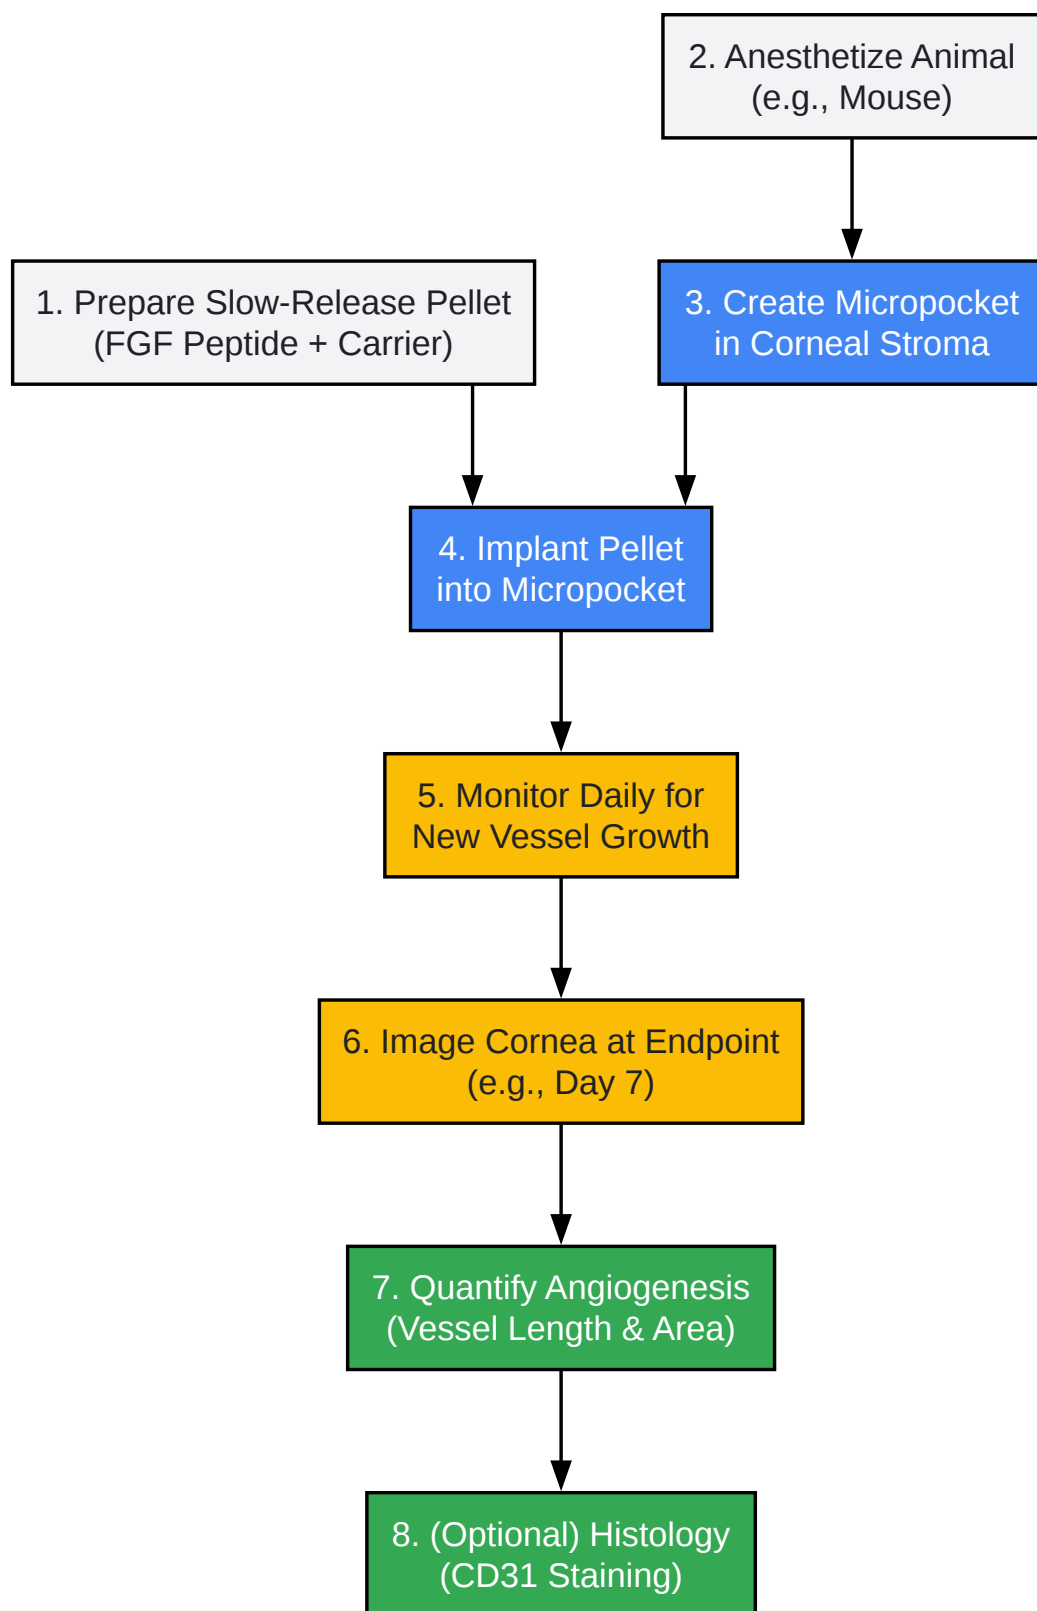 2. Anesthetize Animal
(e.g., Mouse)
1. Prepare Slow-Release Pellet
(FGF Peptide + Carrier)
3. Create Micropocket
in Corneal Stroma
4. Implant Pellet
into Micropocket
5. Monitor Daily for
New Vessel Growth
6. Image Cornea at Endpoint
(e.g., Day 7)
7. Quantify Angiogenesis
(Vessel Length & Area)
8. (Optional) Histology
(CD31 Staining)